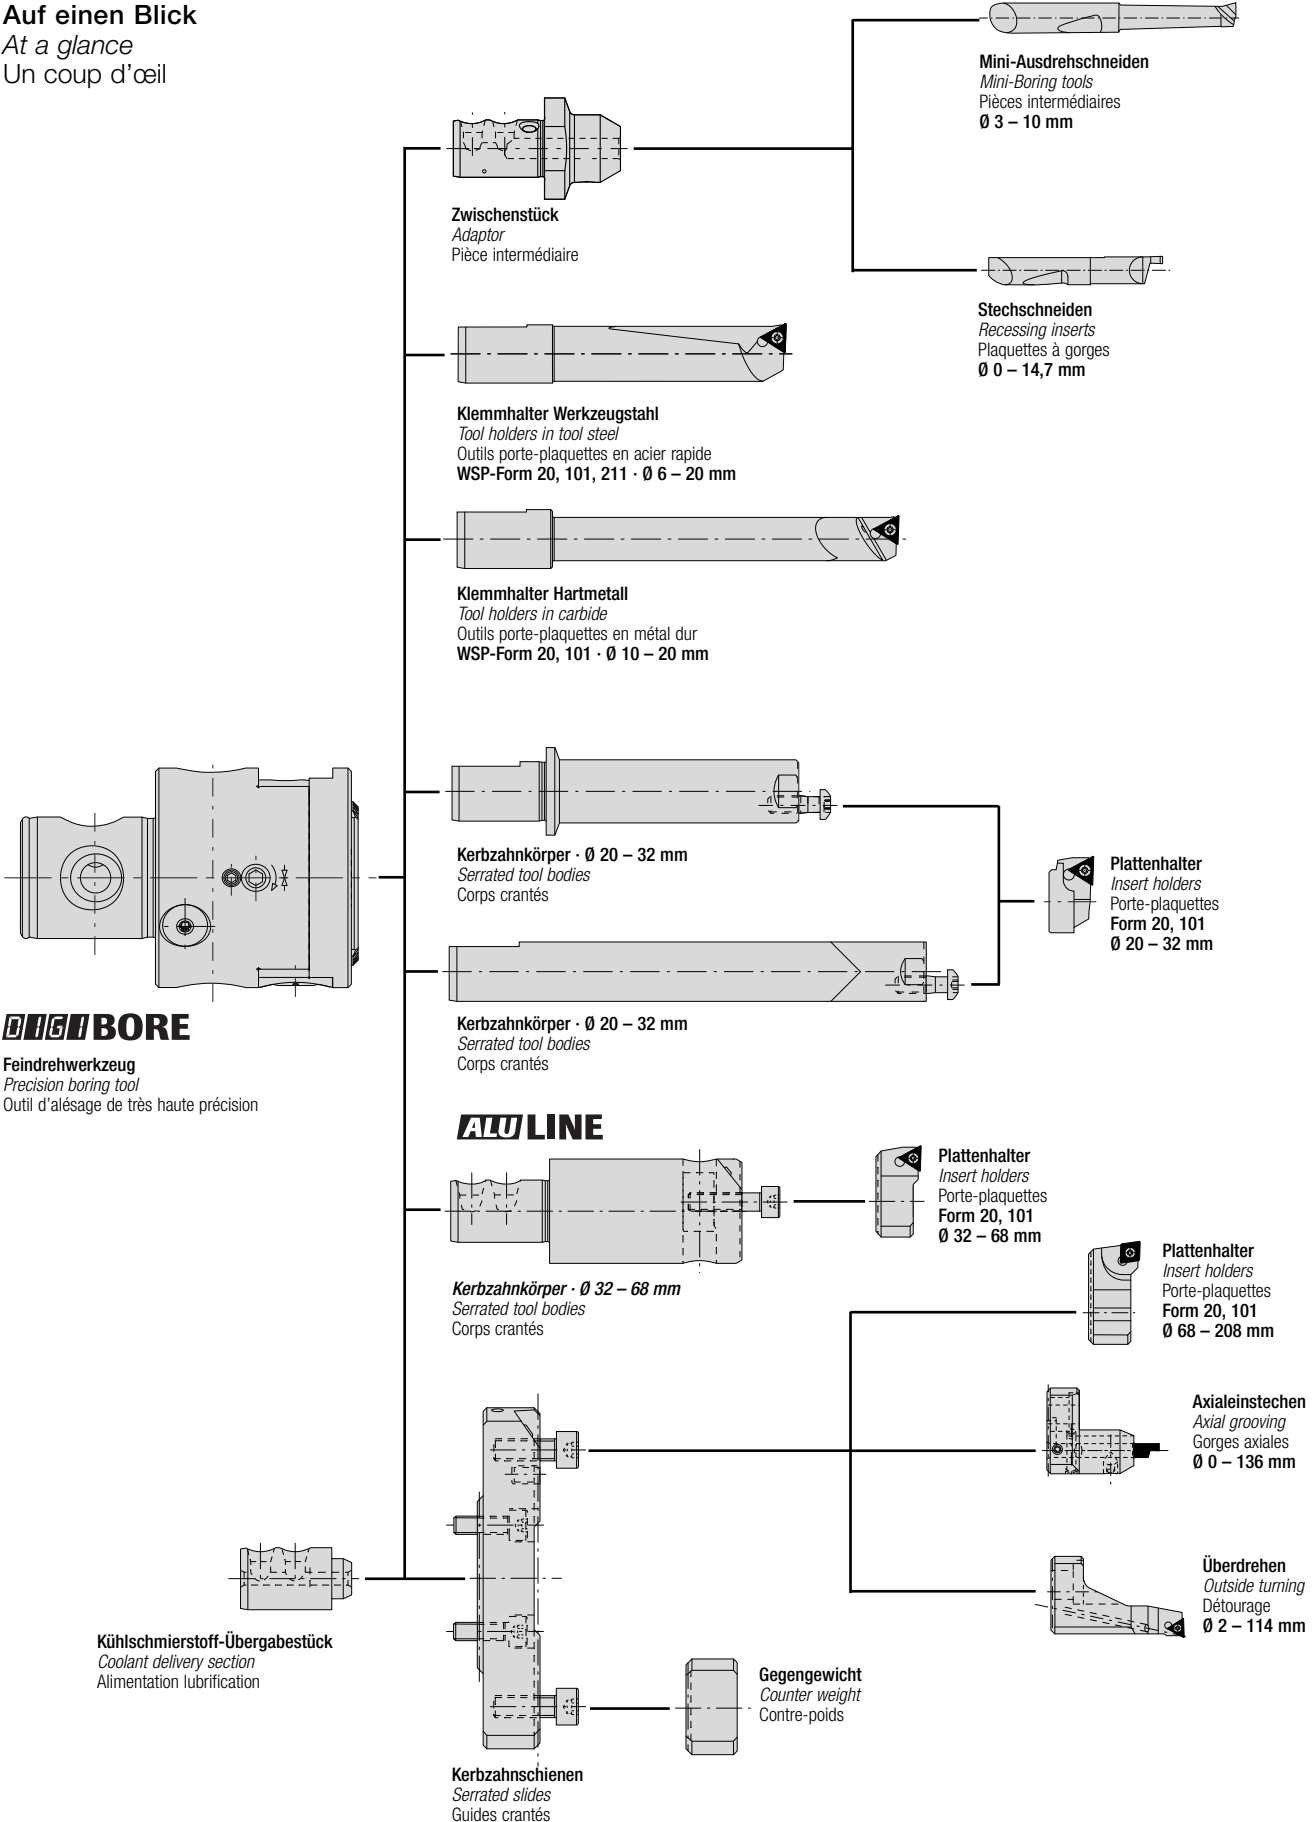 Auf einen Blick
At a glance
Un coup d'œil
Mini-Ausdrehschneiden
Mini-Boring tools
Pièces intermédiaires
Ø 3 – 10 mm
Zwischenstück
Adaptor
Pièce intermédiaire
Stechschneiden
Recessing inserts
Plaquettes à gorges
Ø 0 – 14,7 mm
Klemmhalter Werkzeugstahl
Tool holders in tool steel
Outils porte-plaquettes en acier rapide
WSP-Form 20, 101, 211 · Ø 6 – 20 mm
Klemmhalter Hartmetall
Tool holders in carbide
Outils porte-plaquettes en métal dur
WSP-Form 20, 101 · Ø 10 – 20 mm
Kerbzahnkörper · Ø 20 – 32 mm
Serrated tool bodies
Corps crantés
Plattenhalter
Insert holders
Porte-plaquettes
Form 20, 101
Ø 20 – 32 mm
Kerbzahnkörper · Ø 20 – 32 mm
Serrated tool bodies
Corps crantés
DIGI BORE
Feindrehwerkzeug
Precision boring tool
Outil d'alésage de très haute précision
ALU LINE
Plattenhalter
Insert holders
Porte-plaquettes
Form 20, 101
Ø 32 – 68 mm
Kerbzahnkörper · Ø 32 – 68 mm
Serrated tool bodies
Corps crantés
Plattenhalter
Insert holders
Porte-plaquettes
Form 20, 101
Ø 68 – 208 mm
Axialeinstechen
Axial grooving
Gorges axiales
Ø 0 – 136 mm
Überdrehen
Outside turning
Détourage
Ø 2 – 114 mm
Kühlschmierstoff-Übergabestück
Coolant delivery section
Alimentation lubrification
Gegengewicht
Counter weight
Contre-poids
Kerbzahnschienen
Serrated slides
Guides crantés